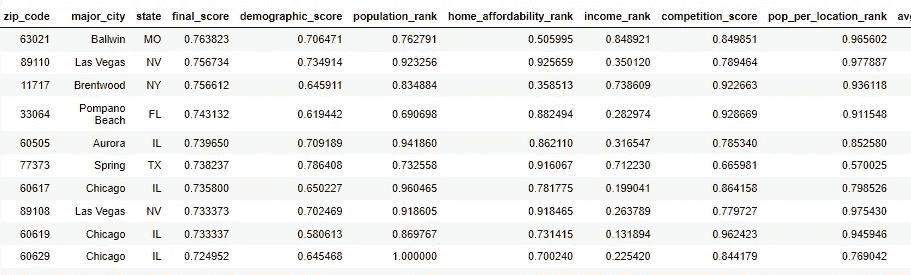 zip_code major_city state final_score demographic_score population_rank home_affordability_rank income_rank competition_score pop_per_location_rank avg
63021 Ballwin MO 0.763823 0.706471 0.762791 0.505995 0.848921 0.849851 0.965602
89110 Las Vegas NV 0.756734 0.734914 0.923256 0.925659 0.350120 0.789464 0.977887
11717 Brentwood NY 0.756612 0.645911 0.834884 0.358513 0.738609 0.922663 0.936118
33064 Pompano Beach FL 0.743132 0.619442 0.690698 0.882494 0.282974 0.928669 0.911548
60505 Aurora IL 0.739650 0.709189 0.941860 0.862110 0.316547 0.785340 0.852580
77373 Spring TX 0.738237 0.786408 0.732558 0.916067 0.712230 0.665981 0.570025
60617 Chicago IL 0.735800 0.650227 0.960465 0.781775 0.199041 0.864158 0.798526
89108 Las Vegas NV 0.733373 0.702469 0.918605 0.918465 0.263789 0.779727 0.975430
60619 Chicago IL 0.733337 0.580613 0.869767 0.731415 0.131894 0.962423 0.945946
60629 Chicago IL 0.724952 0.645468 1.000000 0.700240 0.225420 0.844179 0.769042